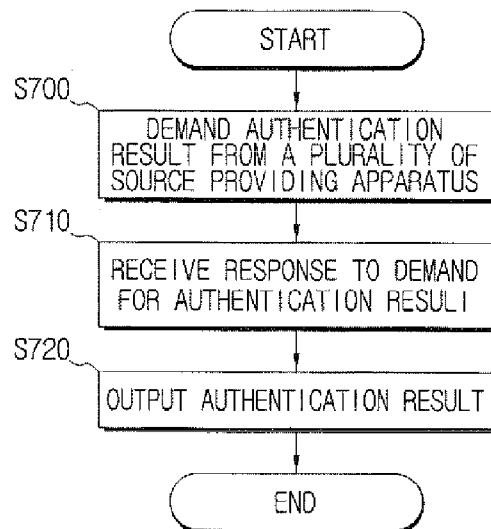 START
S700
DEMAND AUTHENTICATION
RESULT FROM A PLURALITY OF
SOURCE PROVIDING APPARATUS
S710
RECEIVE RESPONSE TO DEMAND
FOR AUTHENTICATION RESULT
S720
OUTPUT AUTHENTICATION RESULT
END